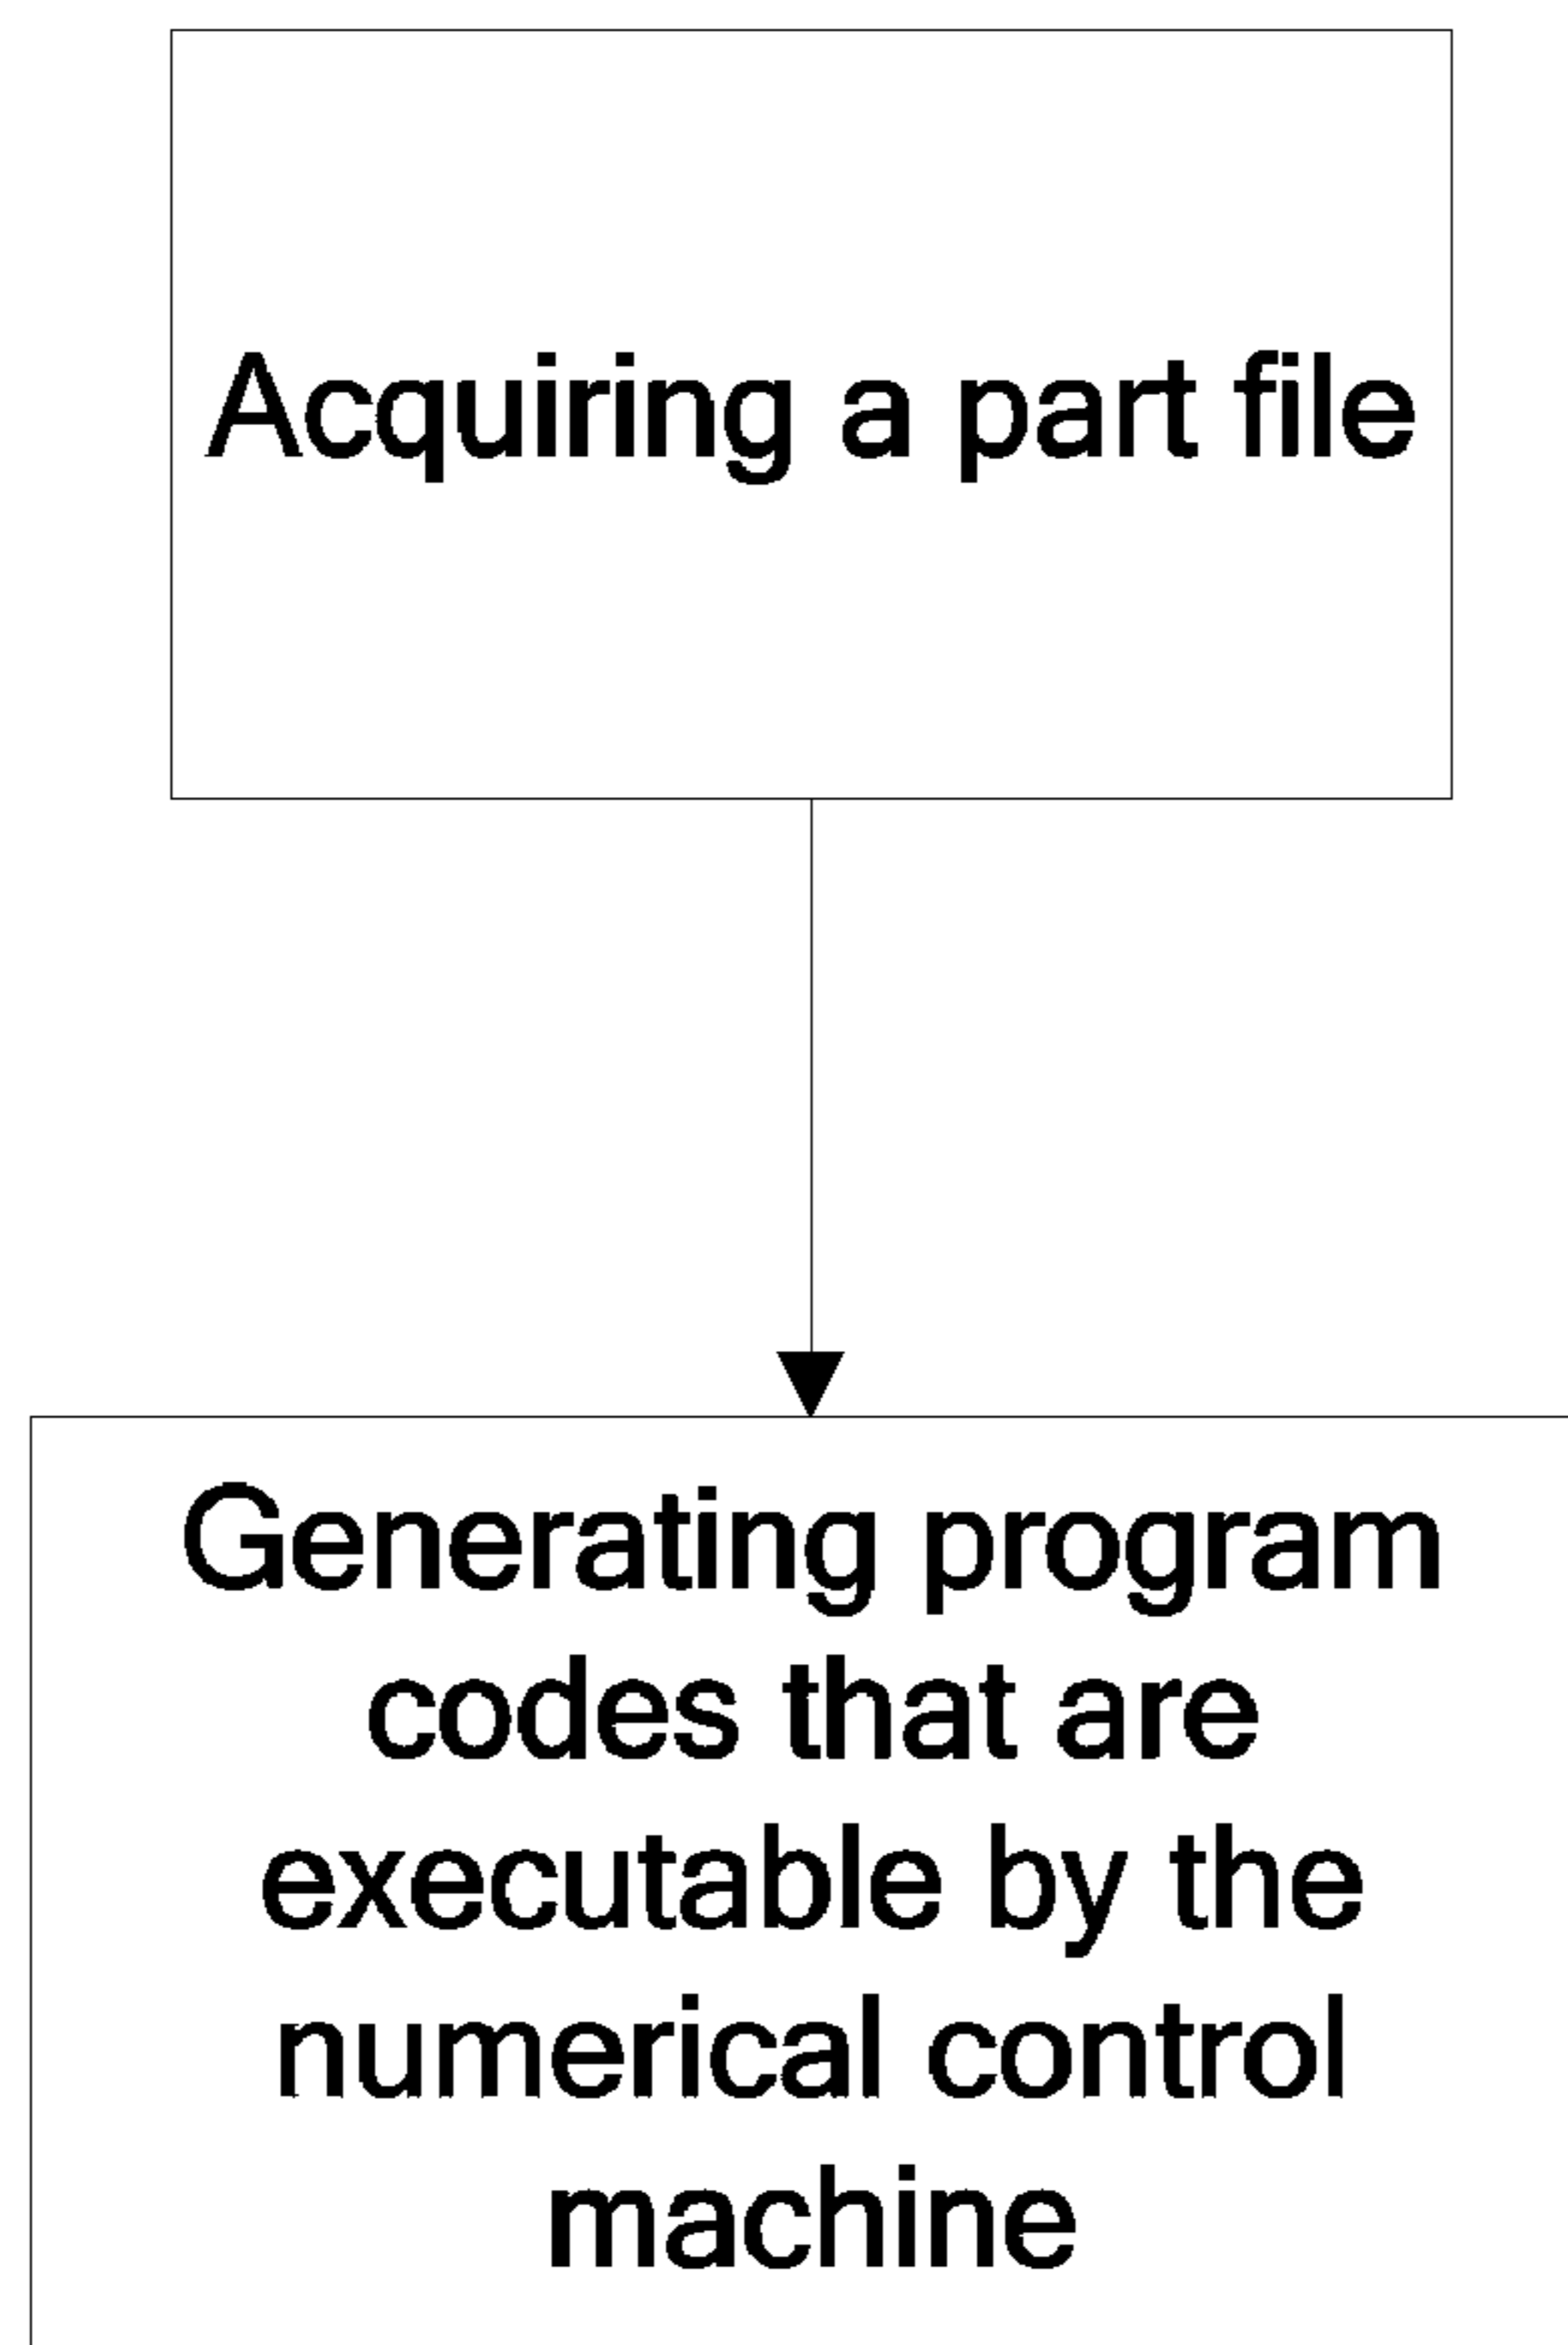 Acquiring a part file
Generating program
codes that are
executable by the
numerical control
machine